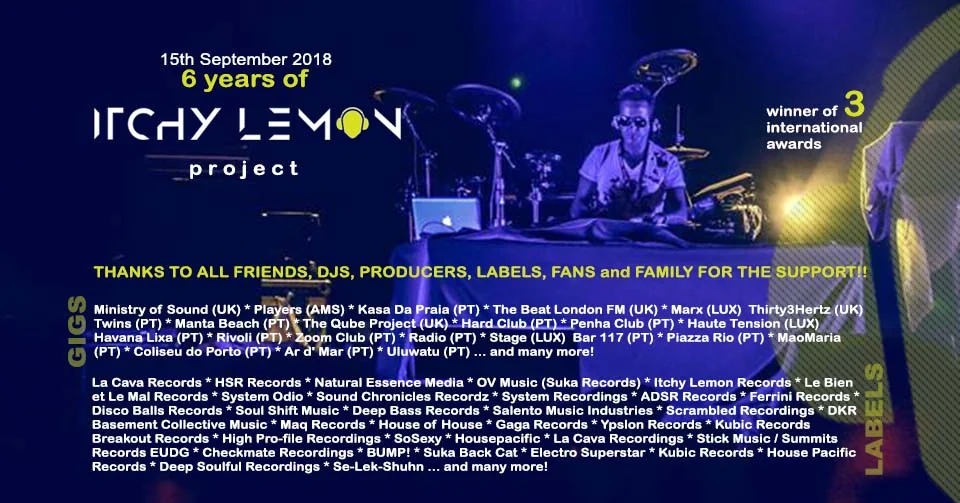 15th September 2018
6 years of
ITCHY LEMON
project
winner of 3
international
awards
THANKS TO ALL FRIENDS, DJS, PRODUCERS, LABELS, FANS and FAMILY FOR THE SUPPORT!!
GIGS
Ministry of Sound (UK) * Players (AMS) * Kasa Da Praia (PT) * The Beat London FM (UK) * Marx (LUX) Thirty3Hertz (UK)
Twins (PT) * Manta Beach (PT) * The Qube Project (UK) * Hard Club (PT) * Penha Club (PT) * Haute Tension (LUX)
Havana Lixa (PT) * Rivoli (PT) * Zoom Club (PT) * Radio (PT) * Stage (LUX) Bar 117 (PT) * Piazza Rio (PT) * MaoMaria
(PT) * Coliseu do Porto (PT) * Ar d' Mar (PT) * Uluwatu (PT) ... and many more!
LABELS
La Cava Records * HSR Records * Natural Essence Media * OV Music (Suka Records) * Itchy Lemon Records * Le Bien
et Le Mal Records * System Odio * Sound Chronicles Recordz * System Recordings * ADSR Records * Ferrini Records *
Disco Balls Records * Soul Shift Music * Deep Bass Records * Salento Music Industries * Scrambled Recordings * DKR
Basement Collective Music * Maq Records * House of House * Gaga Records * Ypslon Records * Kubic Records
Breakout Records * High Pro-file Recordings * SoSexy * Housepacific * La Cava Recordings * Stick Music / Summits
Records EUDG * Checkmate Recordings * BUMP! * Suka Back Cat * Electro Superstar * Kubic Records * House Pacific
Records * Deep Soulful Recordings * Se-Lek-Shuhn ... and many more!